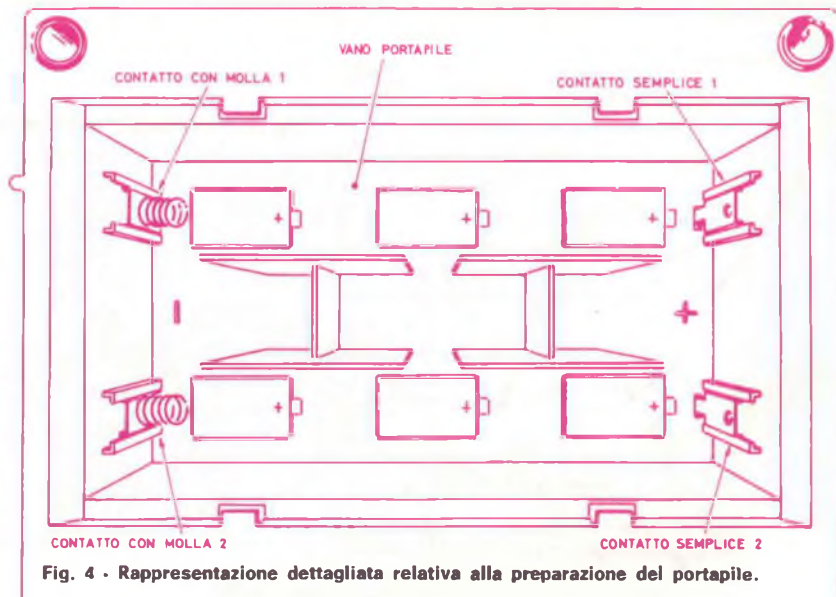 VANO PORTAPILE
CONTATTO CON MOLLA 1
CONTATTO SEMPLICE 1
+ + +
- +
+ + +
CONTATTO CON MOLLA 2
CONTATTO SEMPLICE 2
Fig. 4 - Rappresentazione dettagliata relativa alla preparazione del portapile.